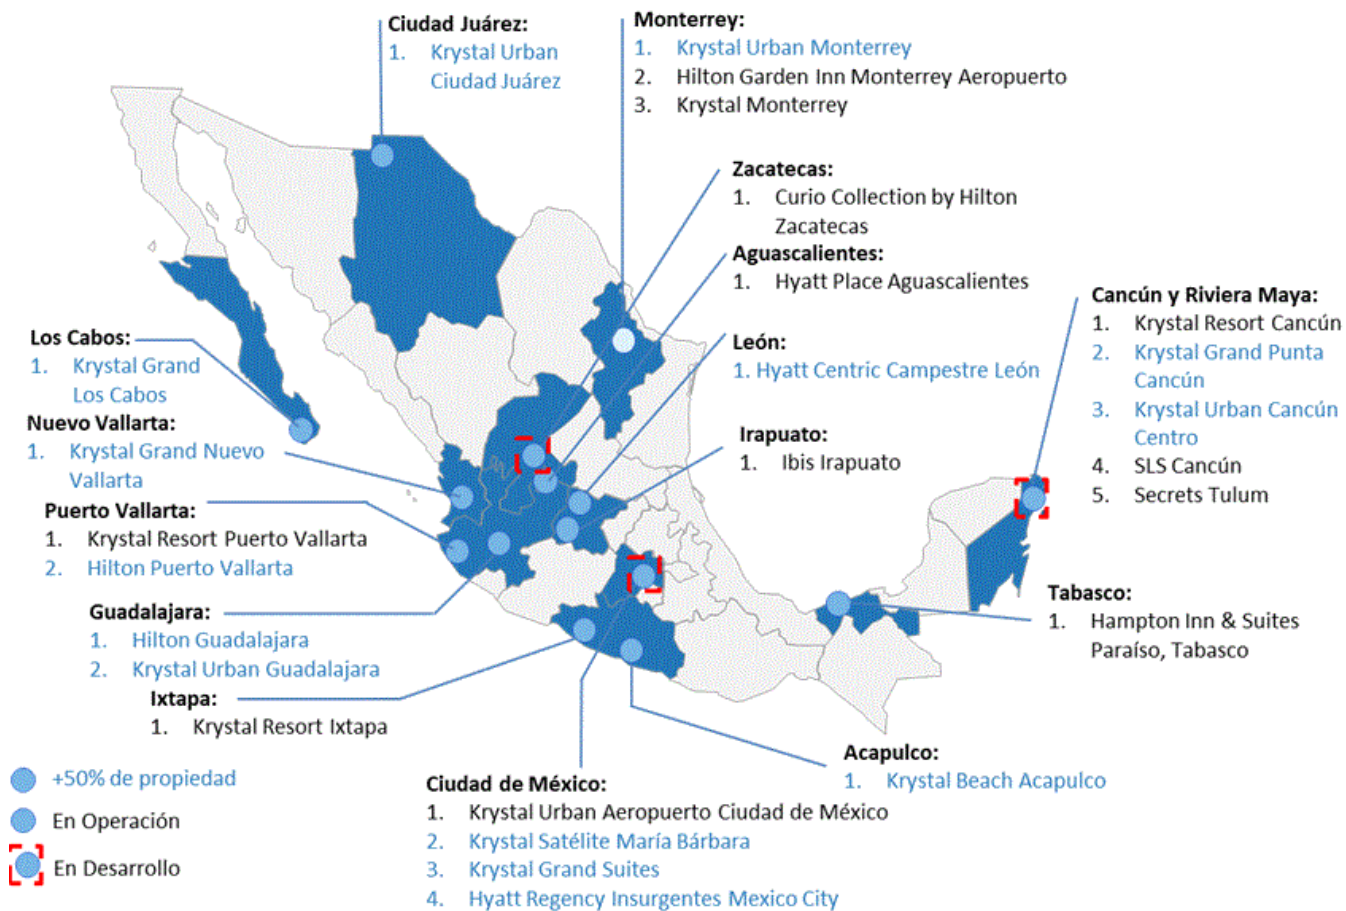 Ciudad Juárez:
1. Krystal Urban
Ciudad Juárez
Monterrey:
1. Krystal Urban Monterrey
2. Hilton Garden Inn Monterrey Aeropuerto
3. Krystal Monterrey
Zacatecas:
1. Curio Collection by Hilton
Zacatecas
Aguascalientes:
1. Hyatt Place Aguascalientes
León:
1. Hyatt Centric Campestre León
Irapuato:
1. Ibis Irapuato
Cancún y Riviera Maya:
1. Krystal Resort Cancún
2. Krystal Grand Punta
Cancún
3. Krystal Urban Cancún
Centro
4. SLS Cancún
5. Secrets Tulum
Tabasco:
1. Hampton Inn & Suites
Paraíso, Tabasco
Los Cabos:
1. Krystal Grand
Los Cabos
Nuevo Vallarta:
1. Krystal Grand Nuevo
Vallarta
Puerto Vallarta:
1. Krystal Resort Puerto Vallarta
2. Hilton Puerto Vallarta
Guadalajara:
1. Hilton Guadalajara
2. Krystal Urban Guadalajara
Ixtapa:
1. Krystal Resort Ixtapa
Acapulco:
1. Krystal Beach Acapulco
Ciudad de México:
1. Krystal Urban Aeropuerto Ciudad de México
2. Krystal Satélite María Bárbara
3. Krystal Grand Suites
4. Hyatt Regency Insurgentes Mexico City
+50% de propiedad
En Operación
En Desarrollo